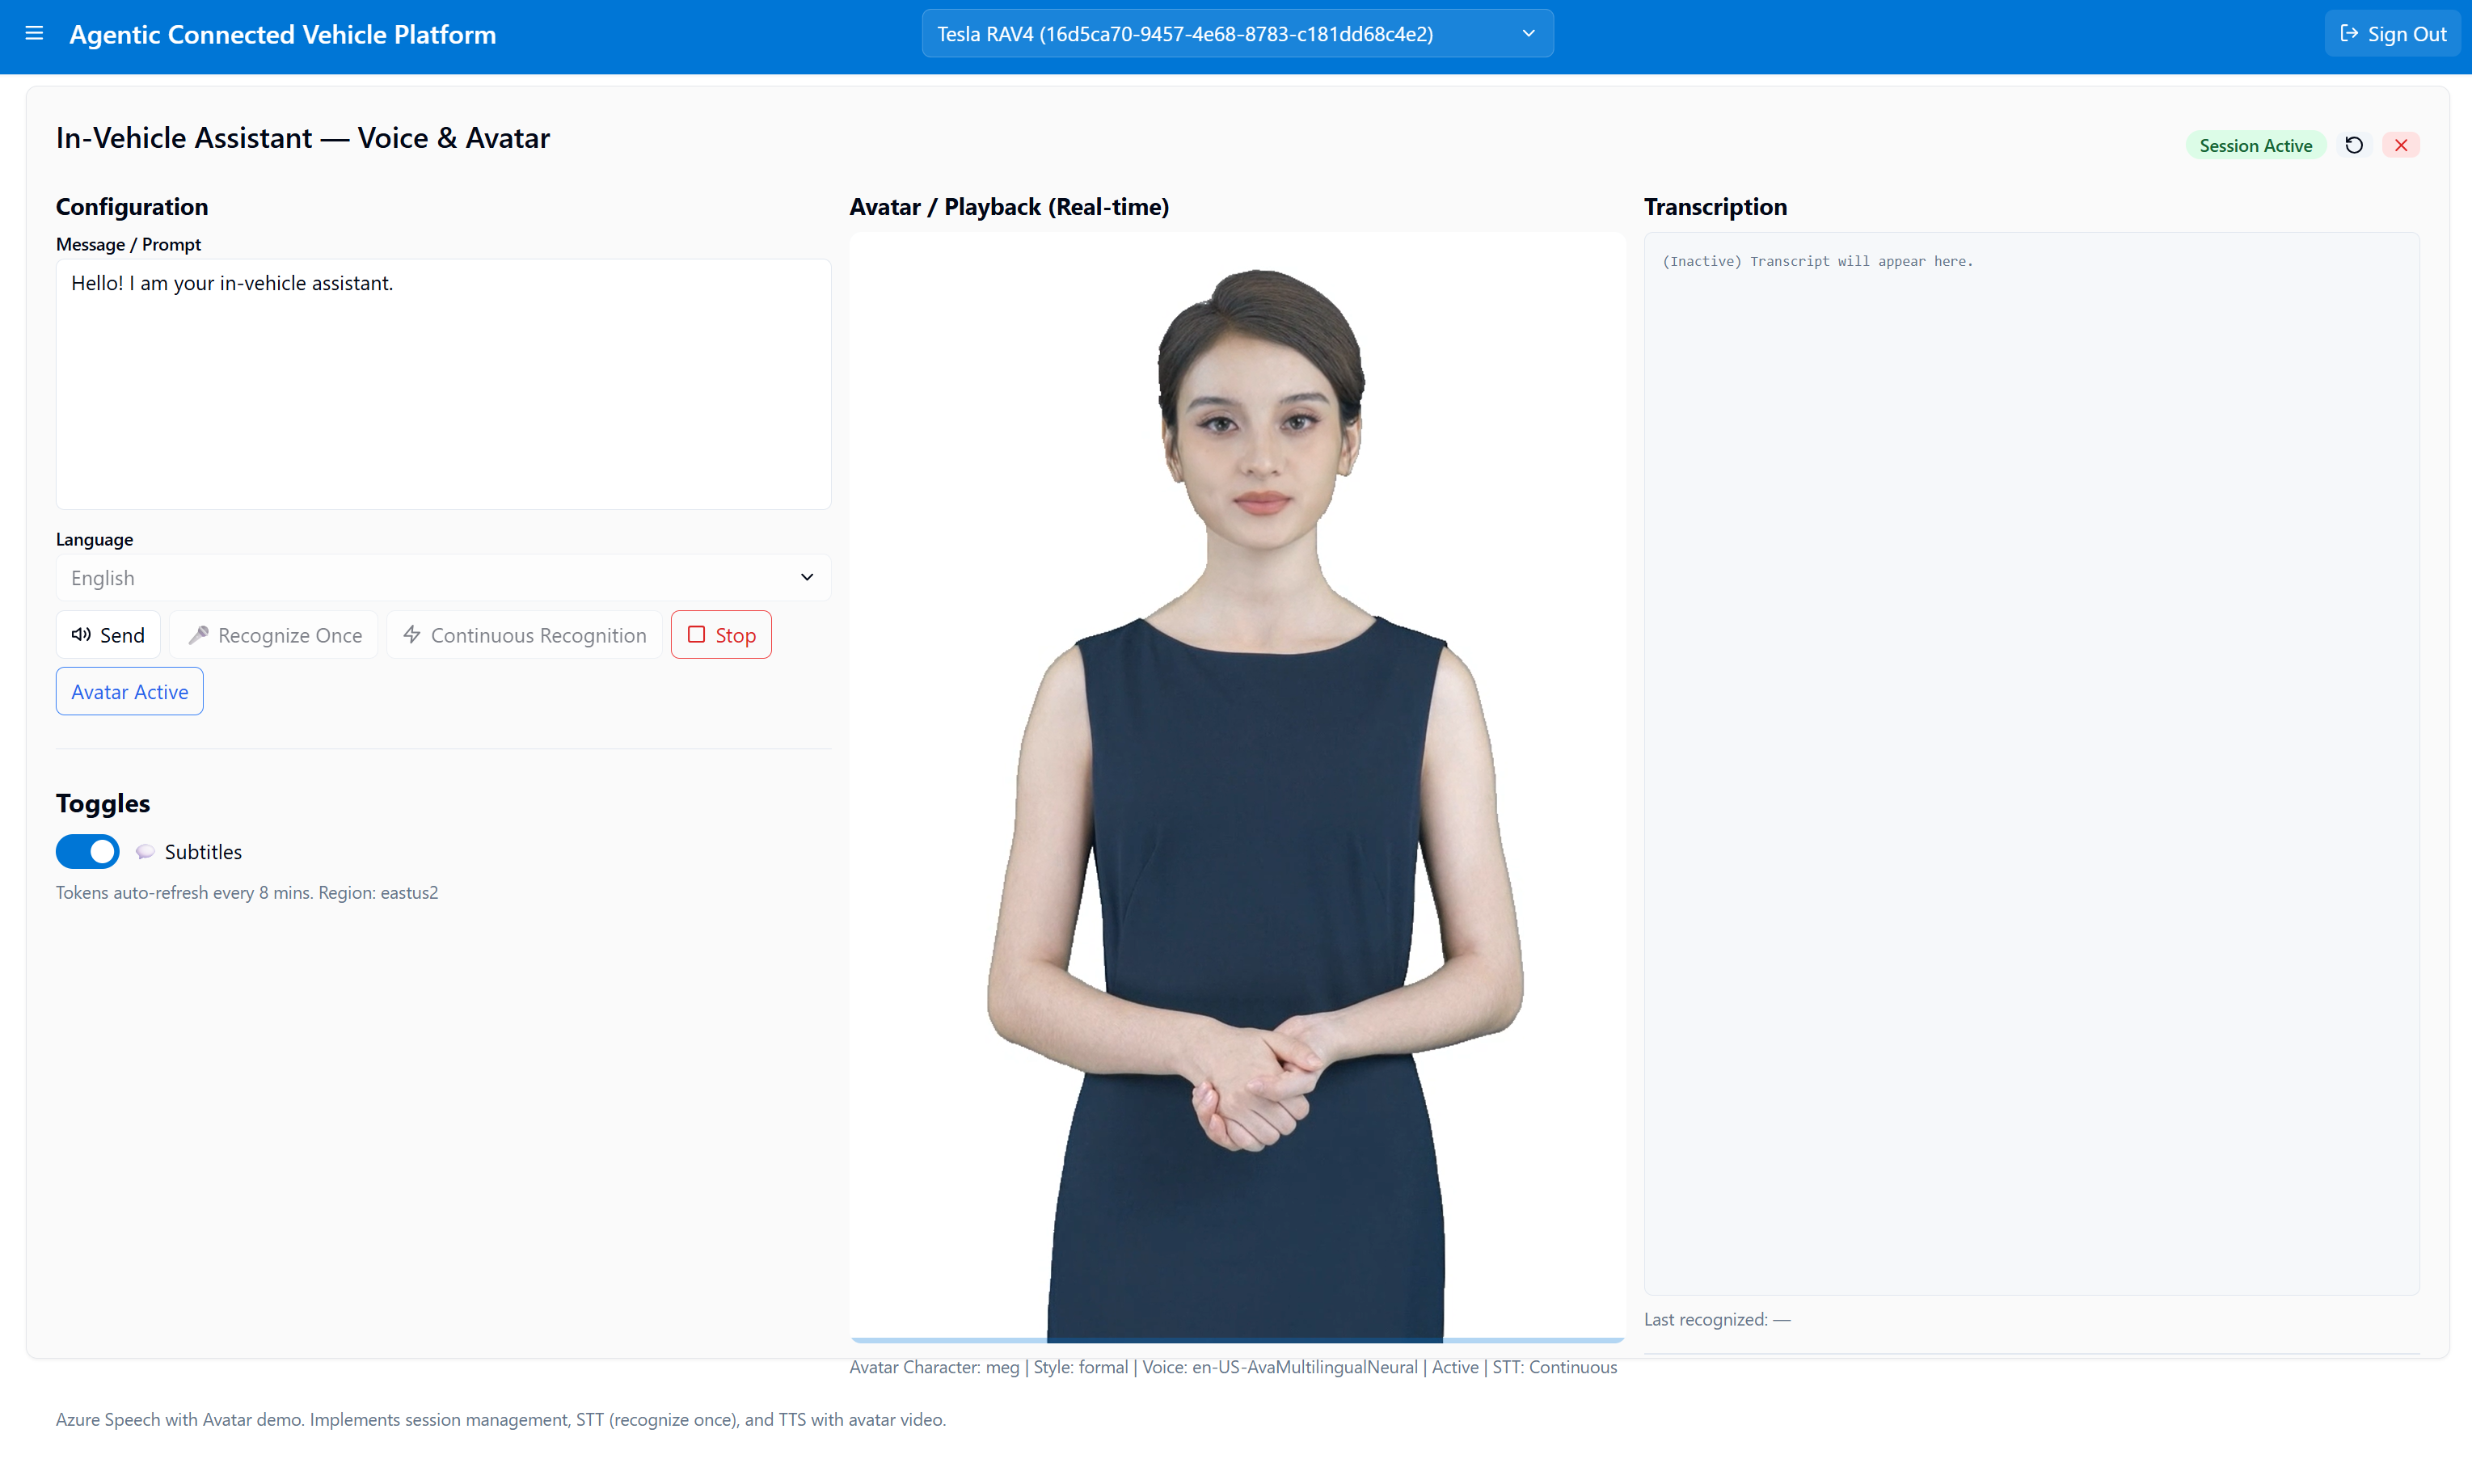 Agentic Connected Vehicle Platform
Tesla RAV4 (16d5ca70-9457-4e68-8783-c181dd68c4e2)
Sign Out
In-Vehicle Assistant — Voice & Avatar
Session Active
Configuration
Message / Prompt
Hello! I am your in-vehicle assistant.
Language
English
Send
Recognize Once
Continuous Recognition
Stop
Avatar Active
Toggles
Subtitles
Tokens auto-refresh every 8 mins. Region: eastus2
Avatar / Playback (Real-time)
Avatar Character: meg | Style: formal | Voice: en-US-AvaMultilingualNeural | Active | STT: Continuous
Transcription
(Inactive) Transcript will appear here.
Last recognized: —
Azure Speech with Avatar demo. Implements session management, STT (recognize once), and TTS with avatar video.